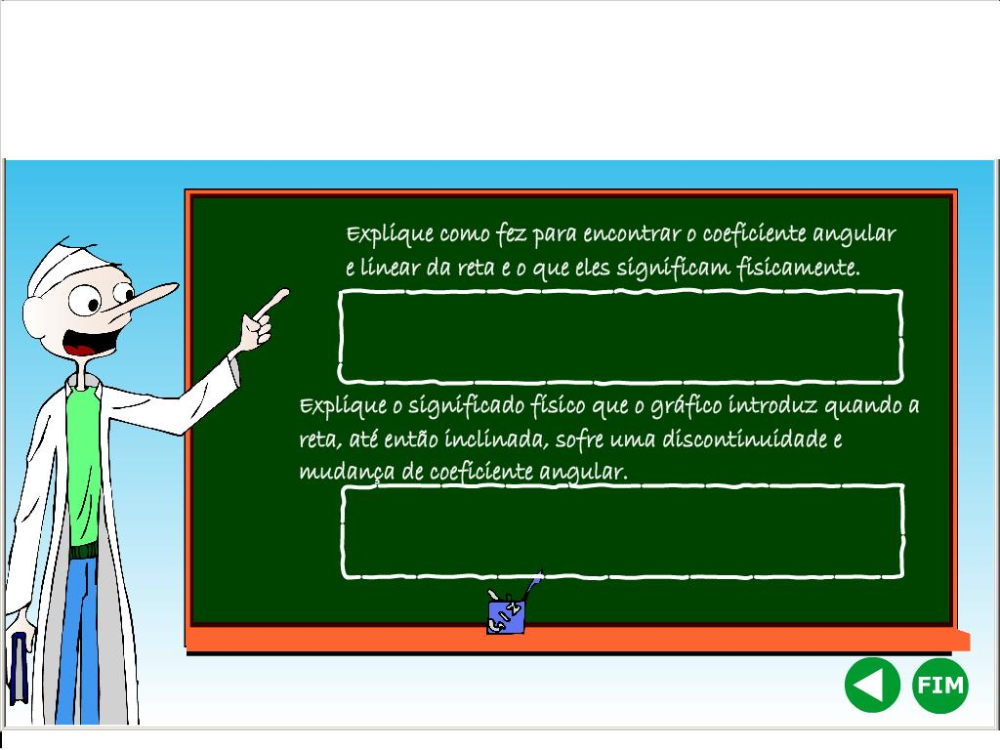 Explique como fez para encontrar o coeficiente angular
e linear da reta e o que eles significam fisicamente.
Explique o significado físico que o gráfico introduz quando a
reta, até então inclinada, sofre uma discontinuidade e
mudança de coeficiente angular.
GIZ
FIM